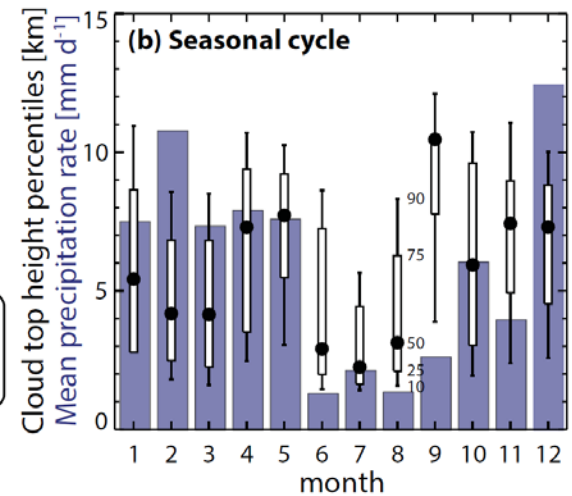 (b) Seasonal cycle
Cloud top height percentiles [km]
Mean precipitation rate [mm d⁻¹]
15
10
5
0
90
75
50
25
10
1 2 3 4 5 6 7 8 9 10 11 12
month